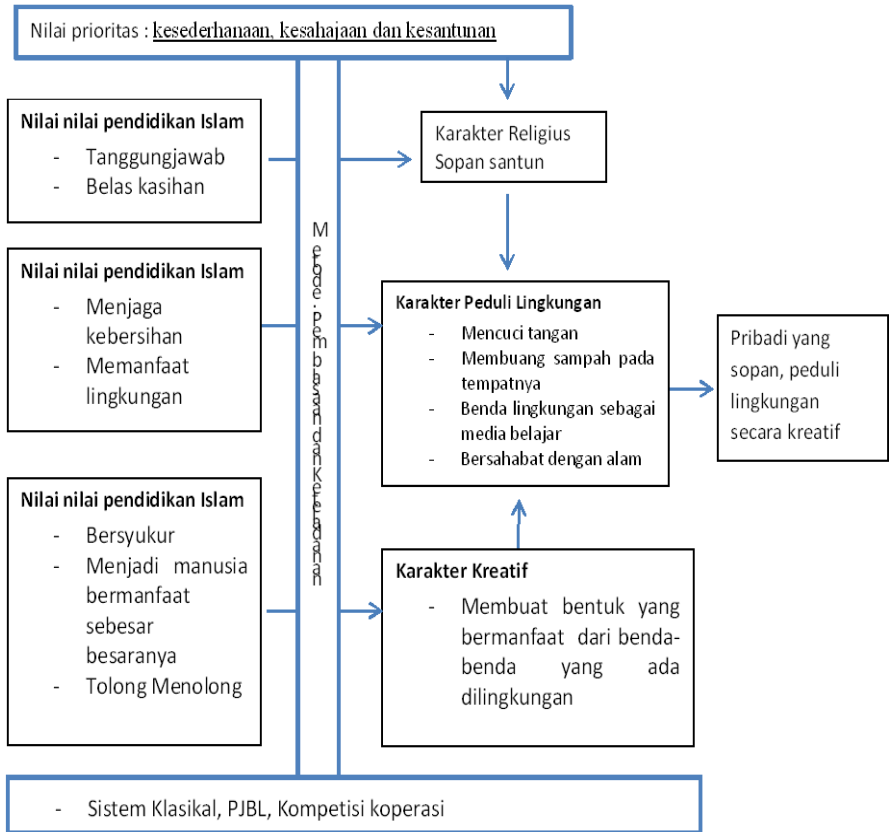 Nilai prioritas : kesederhanaan, kesahajaan dan kesantunan
Nilai nilai pendidikan Islam
- Tanggungjawab
- Belas kasihan
Karakter Religius
Sopan santun
Nilai nilai pendidikan Islam
- Menjaga
kebersihan
- Memanfaat
lingkungan
Karakter Peduli Lingkungan
- Mencuci tangan
- Membuang sampah pada
tempatnya
- Benda lingkungan sebagai
media belajar
- Bersahabat dengan alam
Pribadi yang
sopan, peduli
lingkungan
secara kreatif
Nilai nilai pendidikan Islam
- Bersyukur
- Menjadi manusia
bermanfaat
sebesar
besaranya
- Tolong Menolong
Karakter Kreatif
- Membuat bentuk yang
bermanfaat dari benda-
benda yang ada
dilingkungan
Metode:
dan
- Sistem Klasikal, PJBL, Kompetisi koperasi